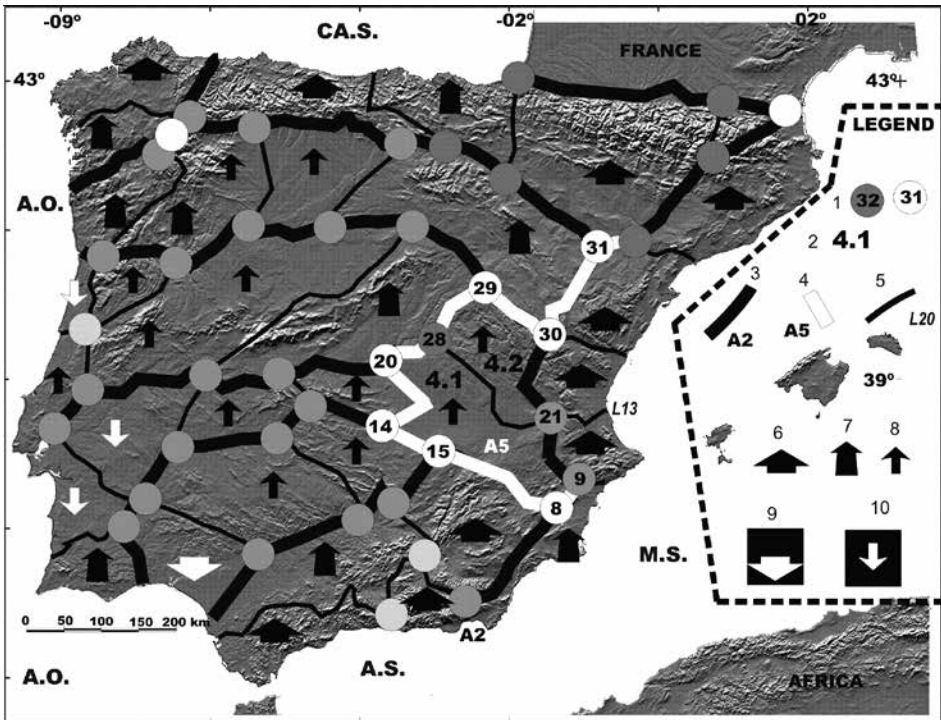 -09º -02º 02º
CA.S.
FRANCE
43º
43º+
LEGEND
A.O.
1 32 31
2 4.1
31
3 4 5
29
L20
A2 A5
30
28
20 4.2
4.1
39º
L13
14 21
A5
15
6 7 8
9
8
9 10
M.S.
0 50 100 150 200 km
A2
A.S.
A.O.
AFRICA